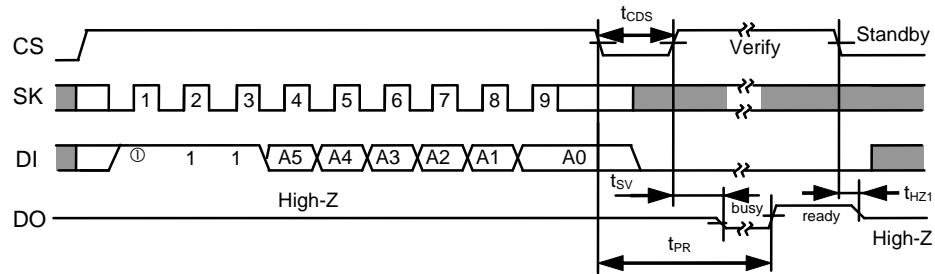 tCDS
CS Verify Standby
SK 1 2 3 4 5 6 7 8 9
DI ① 1 1 A5 A4 A3 A2 A1 A0
tSV
tHZ1
High-Z busy ready
DO High-Z
tPR